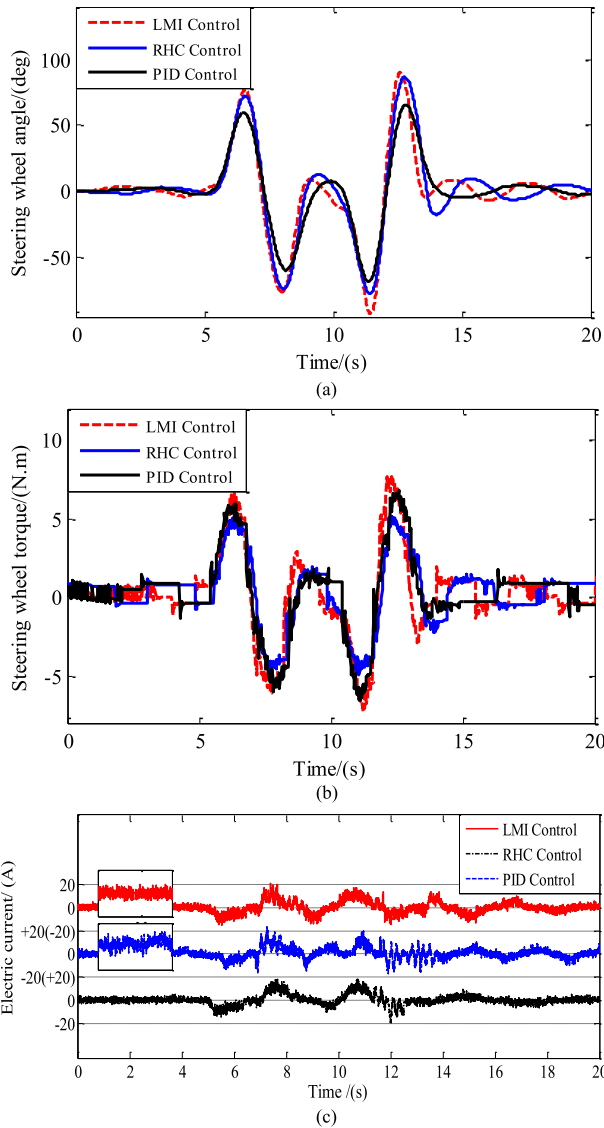 LMI Control
RHC Control
PID Control
100
50
0
-50
Steering wheel angle/(deg)
0 5 10 15 20
Time/(s)
(a)
LMI Control
RHC Control
PID Control
10
5
0
-5
Steering wheel torque/(N.m)
0 5 10 15 20
Time/(s)
(b)
LMI Control
RHC Control
PID Control
20
0
+20(-20)
0
-20(+20)
0
-20
Electric current/ (A)
0 2 4 6 8 10 12 14 16 18 20
Time /(s)
(c)